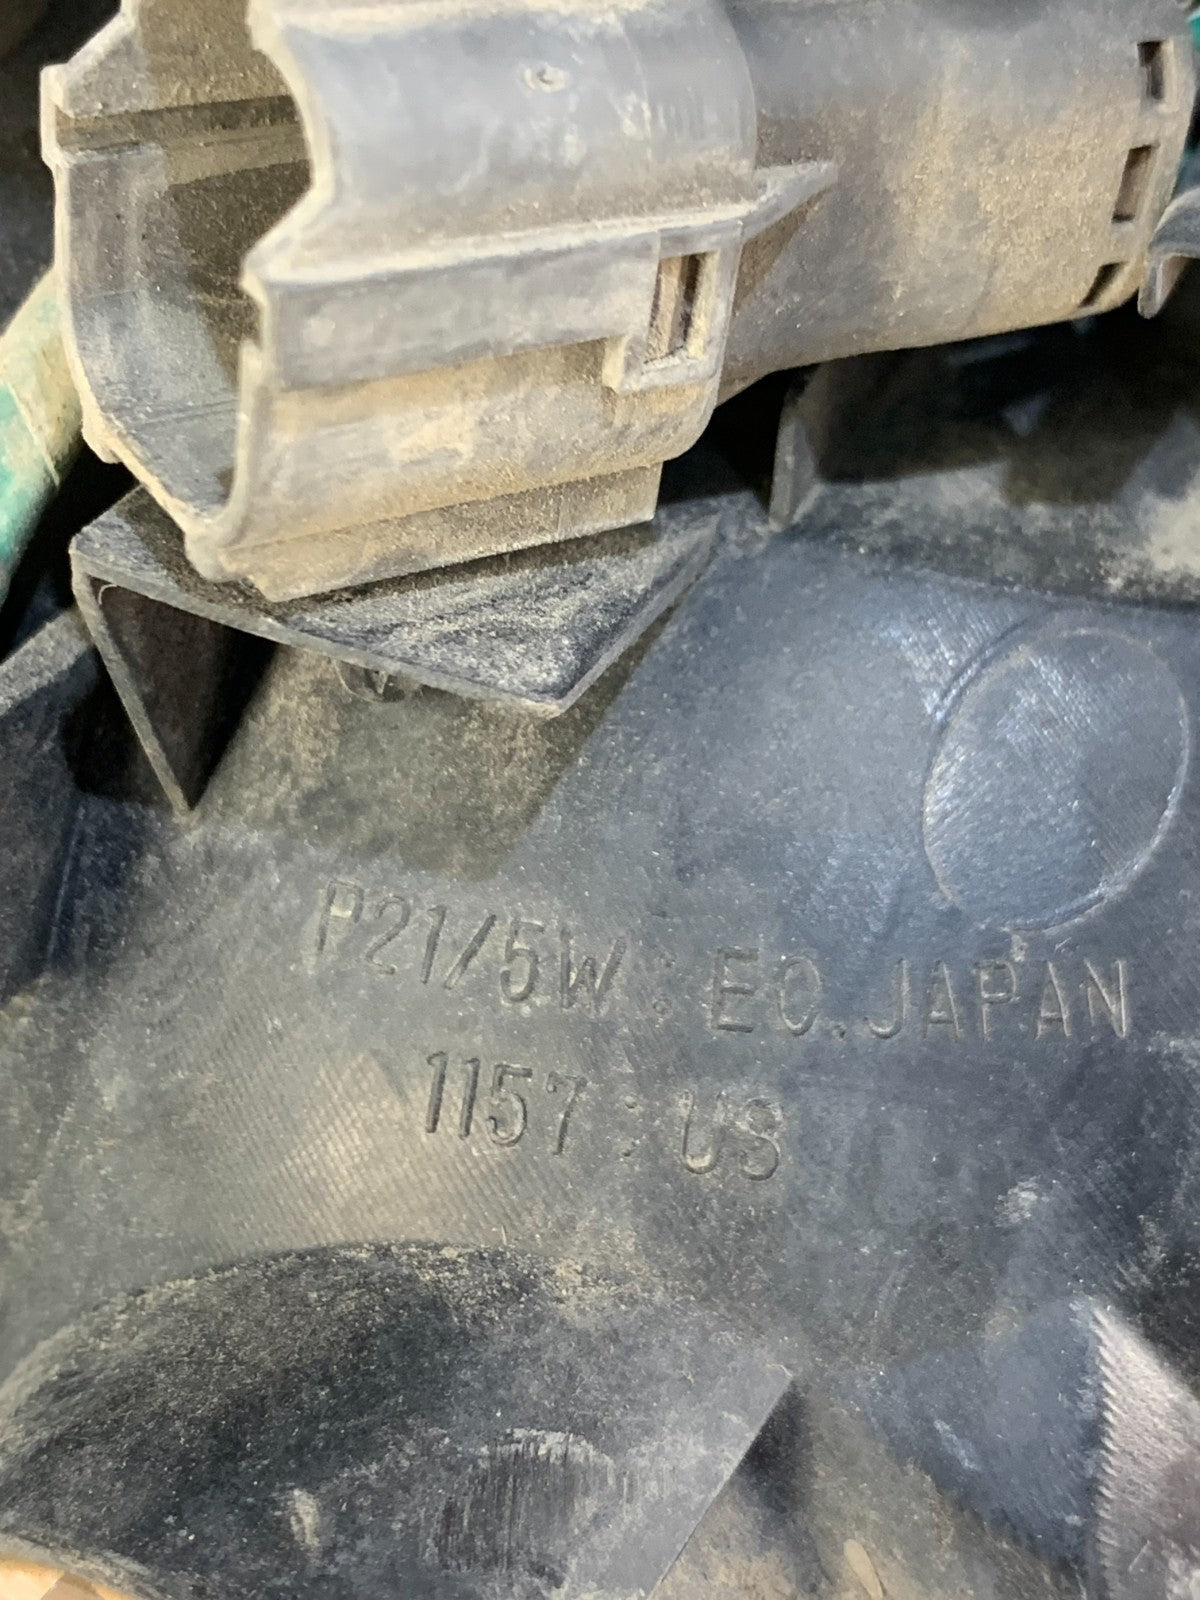 P21/5W : EC. JAPAN
1157 : US